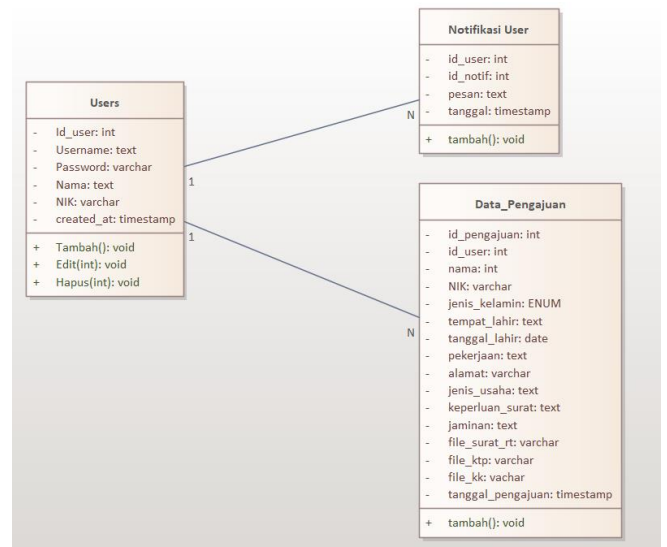 Notifikasi User
- id_user: int
- id_notif: int
- pesan: text
- tanggal: timestamp
+ tambah(): void
N
Users
- Id_user: int
- Username: text
- Password: varchar
- Nama: text
- NIK: varchar
- created_at: timestamp
+ Tambah(): void
+ Edit(int): void
+ Hapus(int): void
1
1
N
Data_Pengajuan
- id_pengajuan: int
- id_user: int
- nama: int
- NIK: varchar
- jenis_kelamin: ENUM
- tempat_lahir: text
- tanggal_lahir: date
- pekerjaan: text
- alamat: varchar
- jenis_usaha: text
- keperluan_surat: text
- jaminan: text
- file_surat_rt: varchar
- file_ktp: varchar
- file_kk: vachar
- tanggal_pengajuan: timestamp
+ tambah(): void